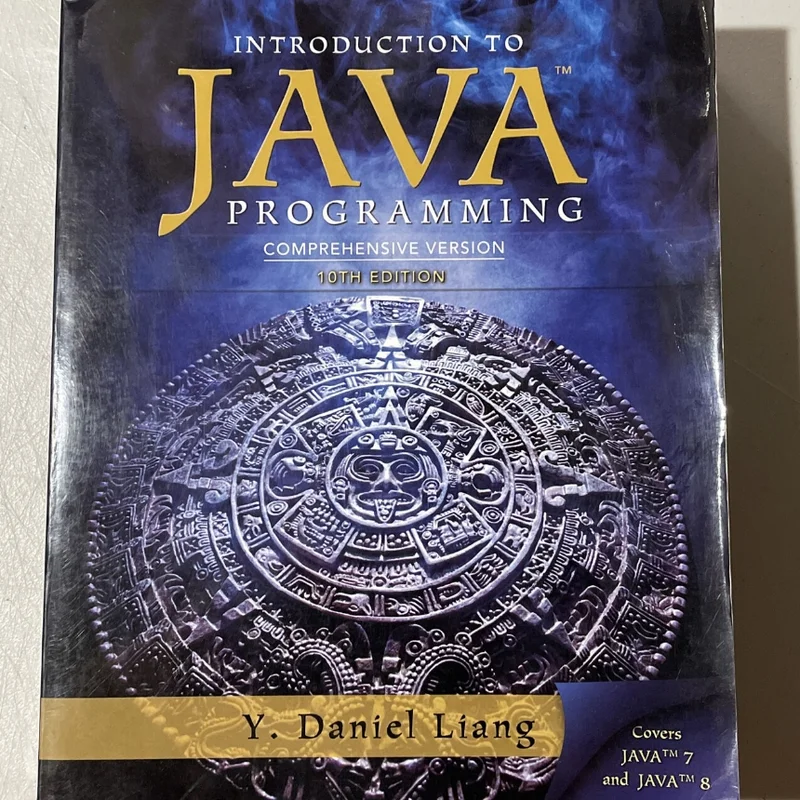 INTRODUCTION TO
JAVA™
PROGRAMMING
COMPREHENSIVE VERSION
10TH EDITION
Y. Daniel Liang
Covers
JAVA™ 7
and JAVA™ 8